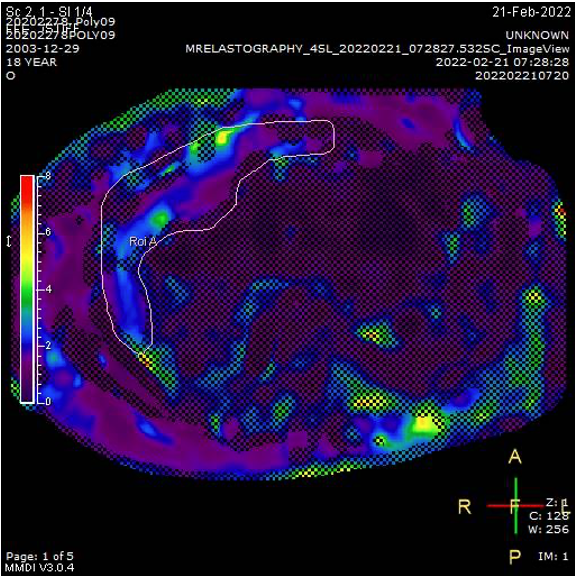 Sc 2, 1 - SI 1/4
21-Feb-2022
20202278_Poly09
20202278POLY09
UNKNOWN
2003-12-29
MRELASTOGRAPHY_4SL_20220221_072827.532SC_ImageView
18 YEAR
2022-02-21 07:28:28
O
202202210720
8
6
Roi A
4
2
0
A
R
F
L
Z: 1
C: 128
W: 256
Page: 1 of 5
P
IM: 1
MMDI V3.0.4